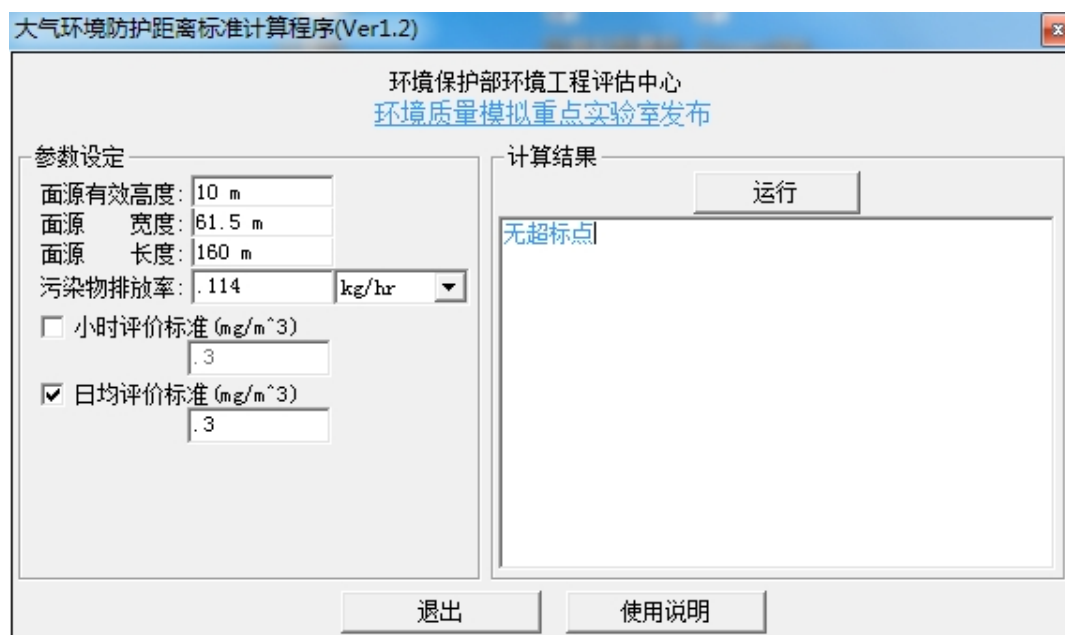 大气环境防护距离标准计算程序(Ver1.2)
环境保护部环境工程评估中心
环境质量模拟重点实验室发布
参数设定
面源有效高度: 10 m
面源 宽度: 61.5 m
面源 长度: 160 m
污染物排放率: .114 kg/hr
小时评价标准(mg/m^3)
.3
日均评价标准(mg/m^3)
.3
计算结果
运行
无超标点
退出
使用说明